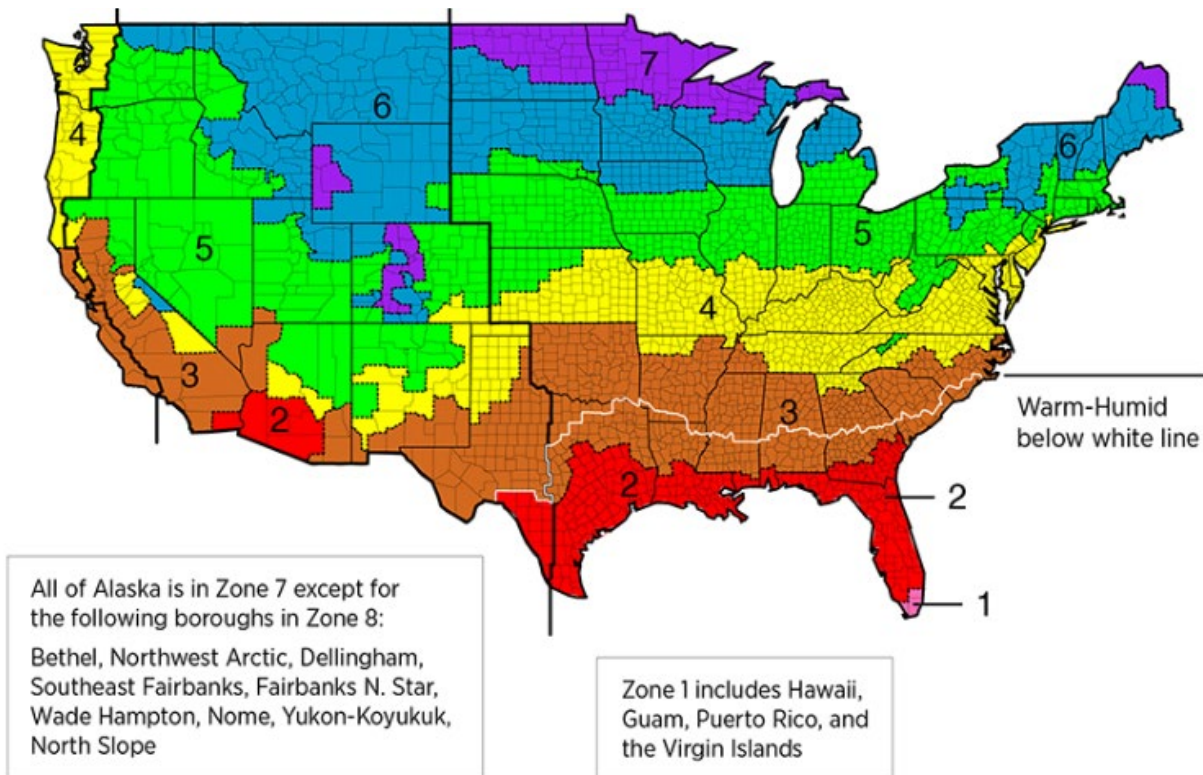 7
6
4
6
5
5
4
3
2
3
Warm-Humid
below white line
2
2
1
All of Alaska is in Zone 7 except for
the following boroughs in Zone 8:
Bethel, Northwest Arctic, Dellingham,
Southeast Fairbanks, Fairbanks N. Star,
Wade Hampton, Nome, Yukon-Koyukuk,
North Slope
Zone 1 includes Hawaii,
Guam, Puerto Rico, and
the Virgin Islands